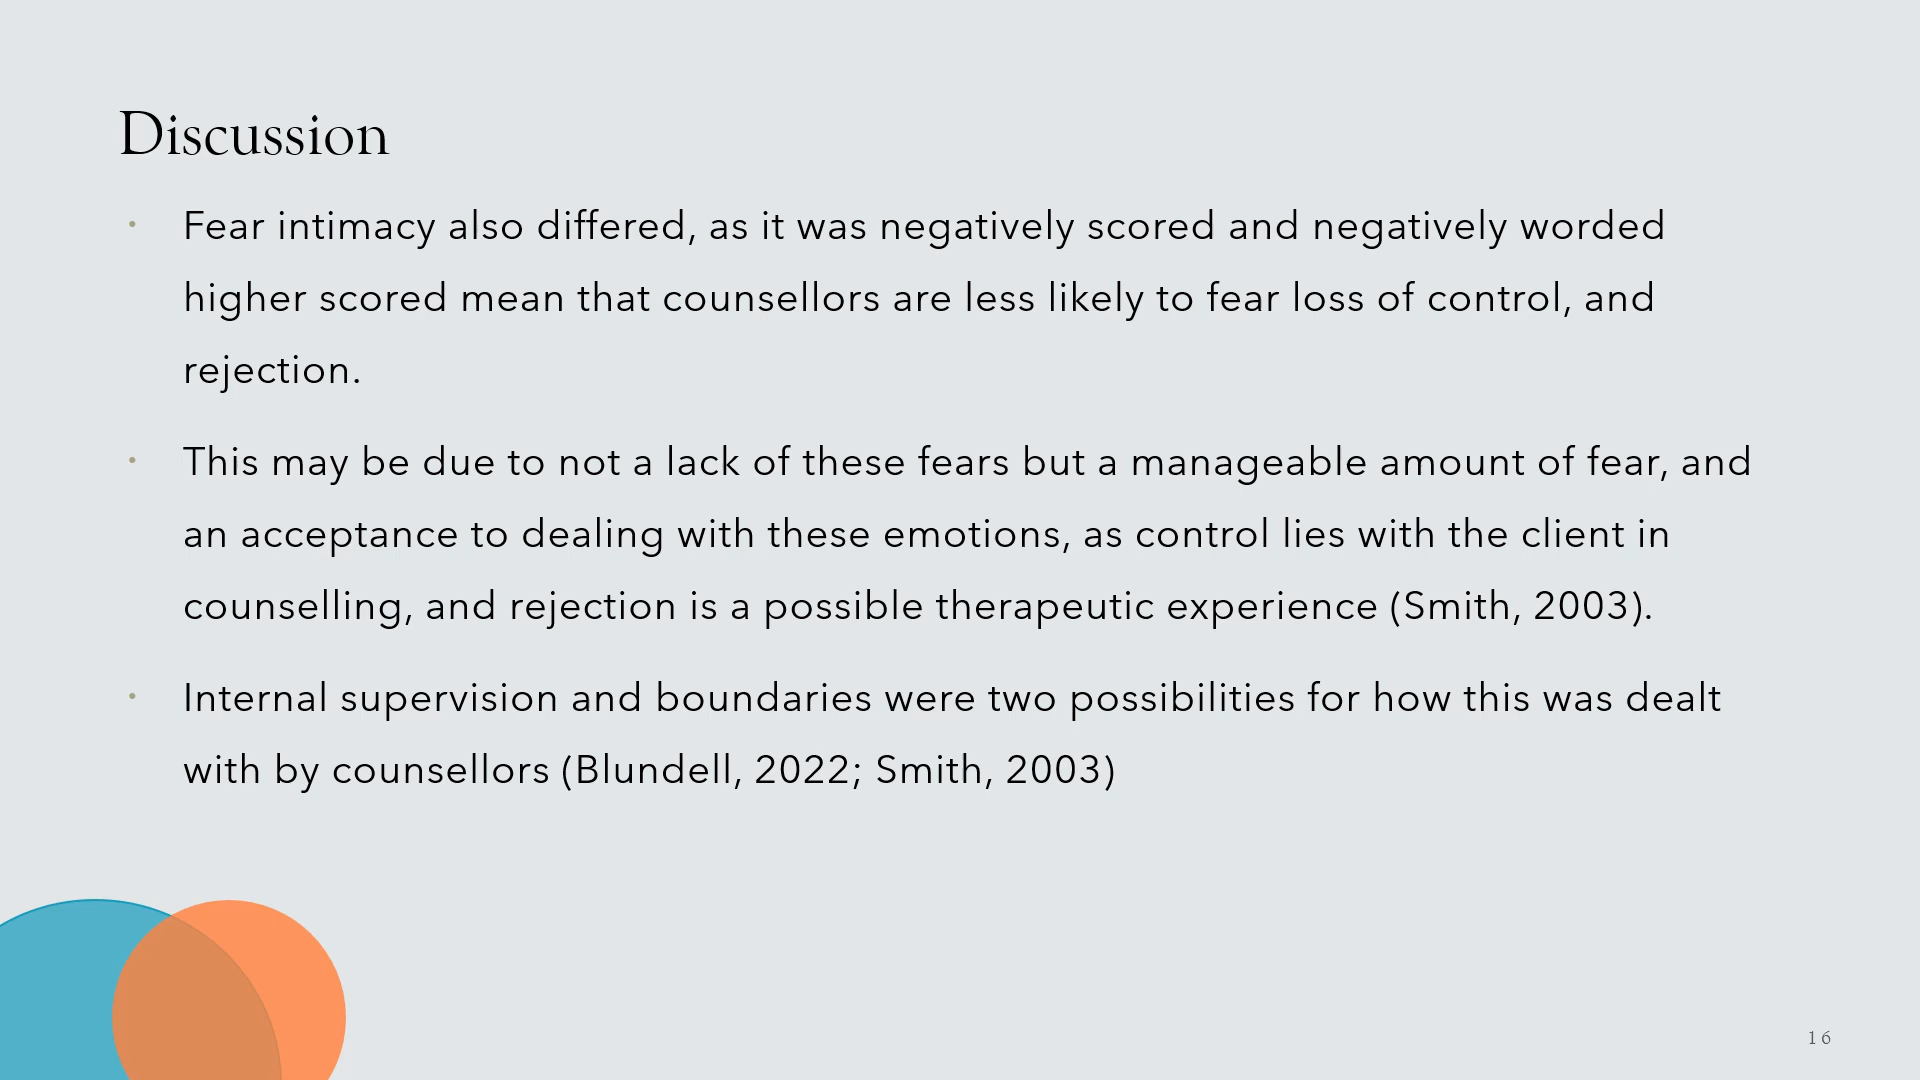 Discussion
• Fear intimacy also differed, as it was negatively scored and negatively worded
higher scored mean that counsellors are less likely to fear loss of control, and
rejection.
• This may be due to not a lack of these fears but a manageable amount of fear, and
an acceptance to dealing with these emotions, as control lies with the client in
counselling, and rejection is a possible therapeutic experience (Smith, 2003).
• Internal supervision and boundaries were two possibilities for how this was dealt
with by counsellors (Blundell, 2022; Smith, 2003)
16